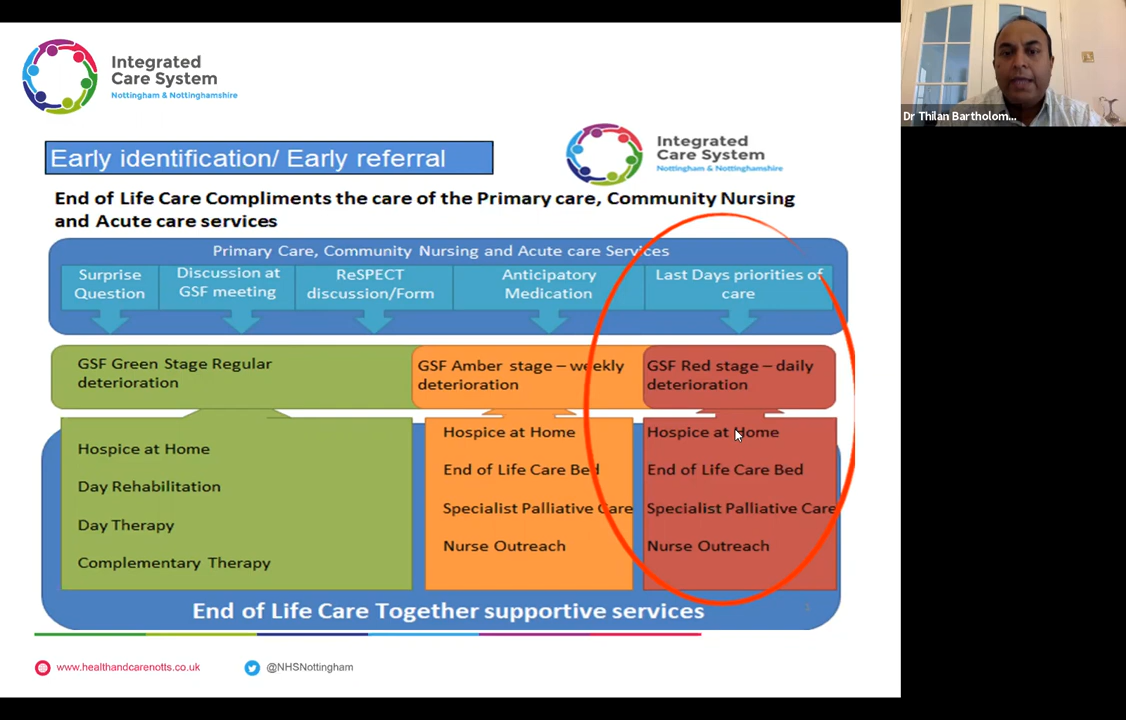 Integrated
Care System
Nottingham & Nottinghamshire
Dr Thilan Bartholom...
Early identification/ Early referral
Integrated
Care System
Nottingham & Nottinghamshire
End of Life Care Compliments the care of the Primary care, Community Nursing
and Acute care services
Primary Care, Community Nursing and Acute care Services
Surprise
Question
Discussion at
GSF meeting
ReSPECT
discussion/Form
Anticipatory
Medication
Last Days priorities of
care
GSF Green Stage Regular
deterioration
GSF Amber stage – weekly
deterioration
GSF Red stage – daily
deterioration
Hospice at Home
Day Rehabilitation
Day Therapy
Complementary Therapy
Hospice at Home
End of Life Care Bed
Specialist Palliative Care
Nurse Outreach
Hospice at Home
End of Life Care Bed
Specialist Palliative Care
Nurse Outreach
End of Life Care Together supportive services
www.healthandcarenotts.co.uk
@NHSNottingham